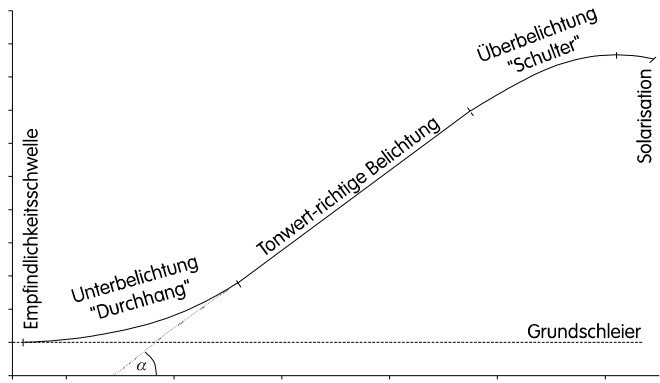 Überbelichtung
"Schulter"
Solarisation
Tonwert-richtige Belichtung
Empfindlichkeitsschwelle
Unterbelichtung
"Durchhang"
Grundschleier
α